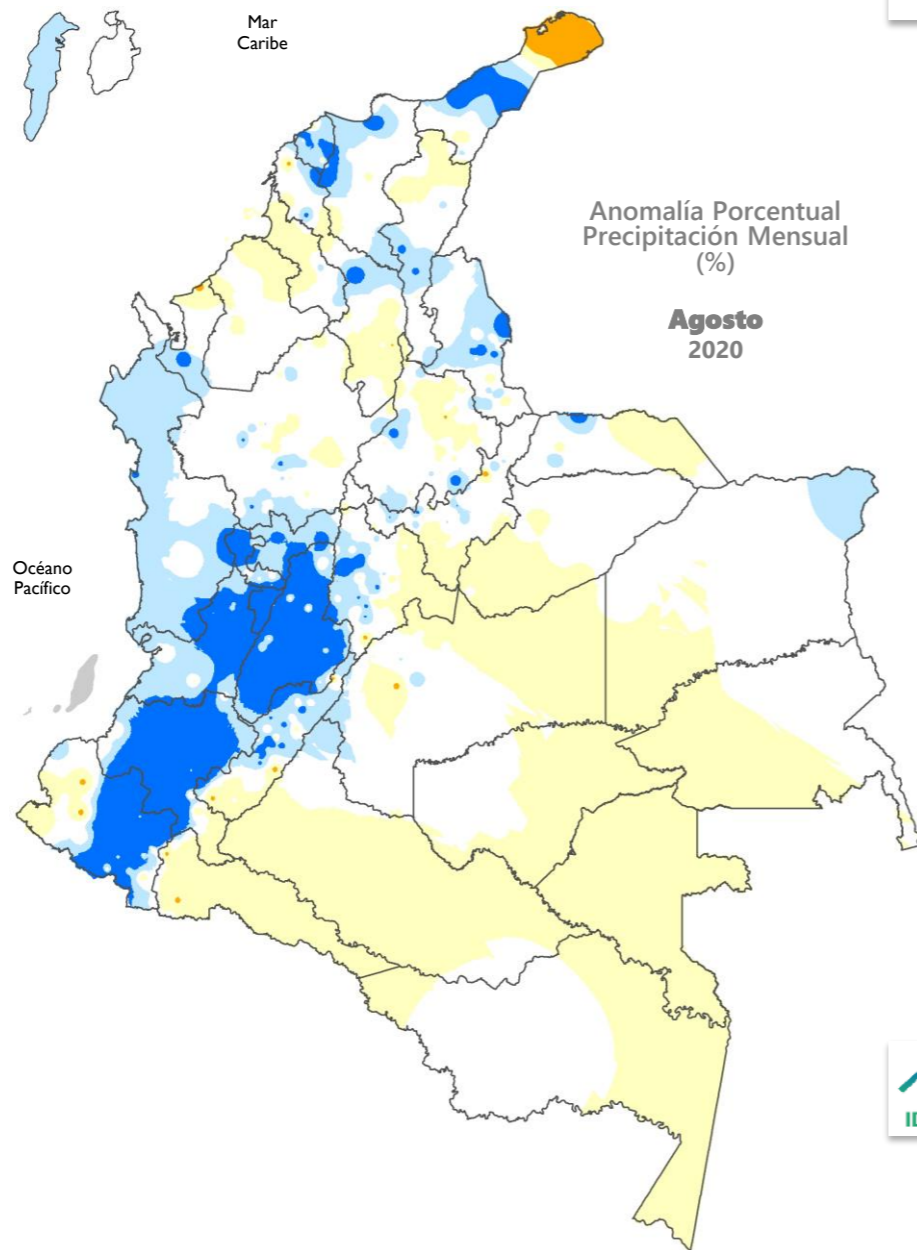 Mar
Caribe
Anomalía Porcentual
Precipitación Mensual
(%)
Agosto
2020
Océano
Pacífico